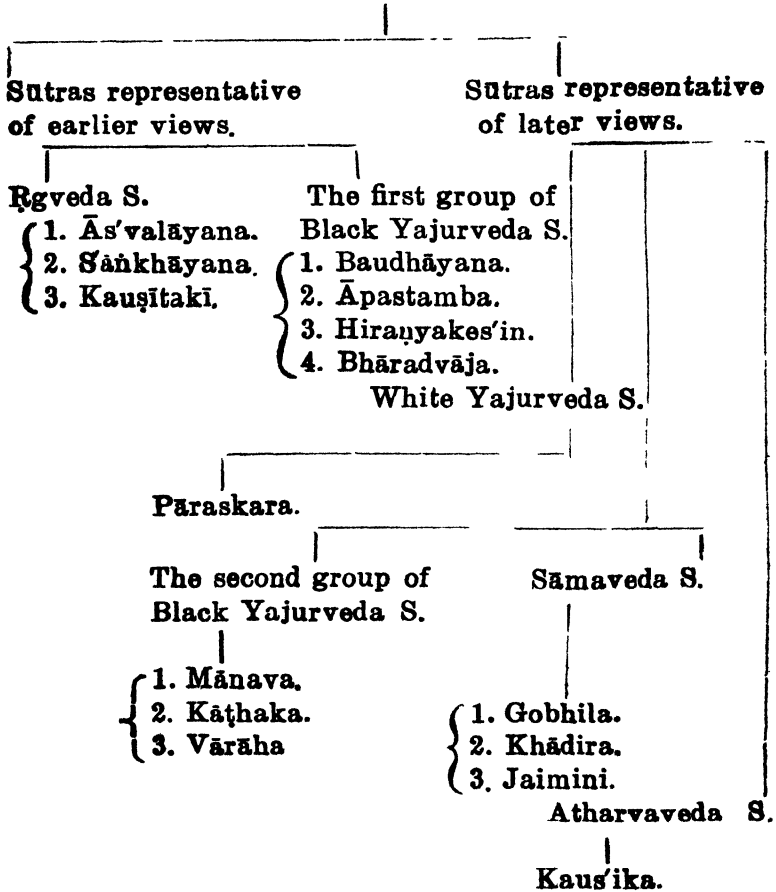 Sūtras representative
of earlier views.
Sūtras representative
of later views.
Ṛgveda S.
1. Ās'valāyana.
2. S'āṅkhāyana.
3. Kauṣītakī.
The first group of
Black Yajurveda S.
1. Baudhāyana.
2. Āpastamba.
3. Hiraṇyakes'in.
4. Bhāradvāja.
White Yajurveda S.
Pāraskara.
The second group of
Black Yajurveda S.
1. Mānava.
2. Kāṭhaka.
3. Vārāha
Sāmaveda S.
1. Gobhila.
2. Khādira.
3. Jaimini.
Atharvaveda S.
Kaus'ika.